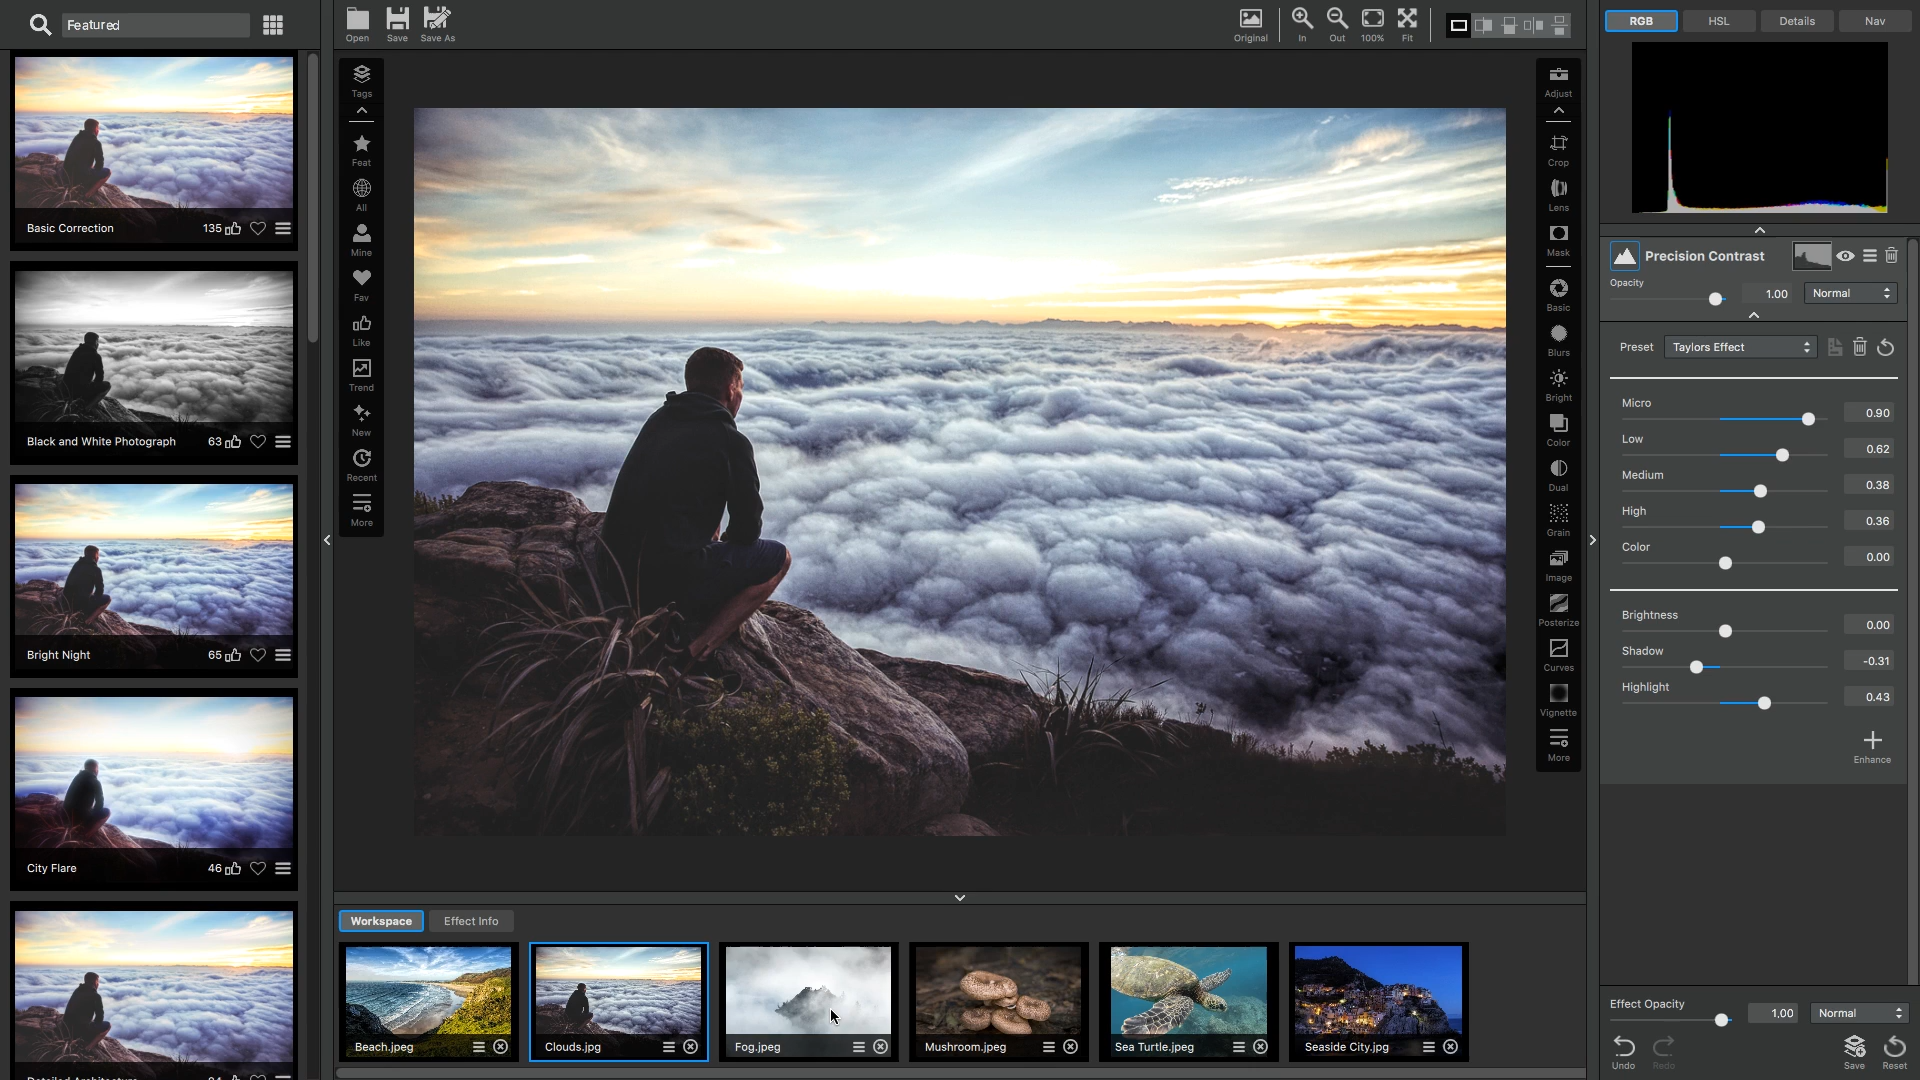 Featured
Open
Save
Save As
Original
In
Out
100%
Fit
RGB
HSL
Details
Nav
Basic Correction
135
Black and White Photograph
63
Bright Night
65
City Flare
46
Detailed Architecture
Tags
Feat
All
Mine
Fav
Like
Trend
New
Recent
More
Adjust
Crop
Lens
Mask
Basic
Blurs
Bright
Color
Dual
Grain
Image
Posterize
Curves
Vignette
More
Precision Contrast
Opacity
1.00
Normal
Preset
Taylors Effect
Micro
0.90
Low
0.62
Medium
0.38
High
0.36
Color
0.00
Brightness
0.00
Shadow
-0.31
Highlight
0.43
Enhance
Workspace
Effect Info
Beach.jpeg
Clouds.jpg
Fog.jpeg
Mushroom.jpeg
Sea Turtle.jpeg
Seaside City.jpg
Effect Opacity
1.00
Normal
Undo
Redo
Save
Reset